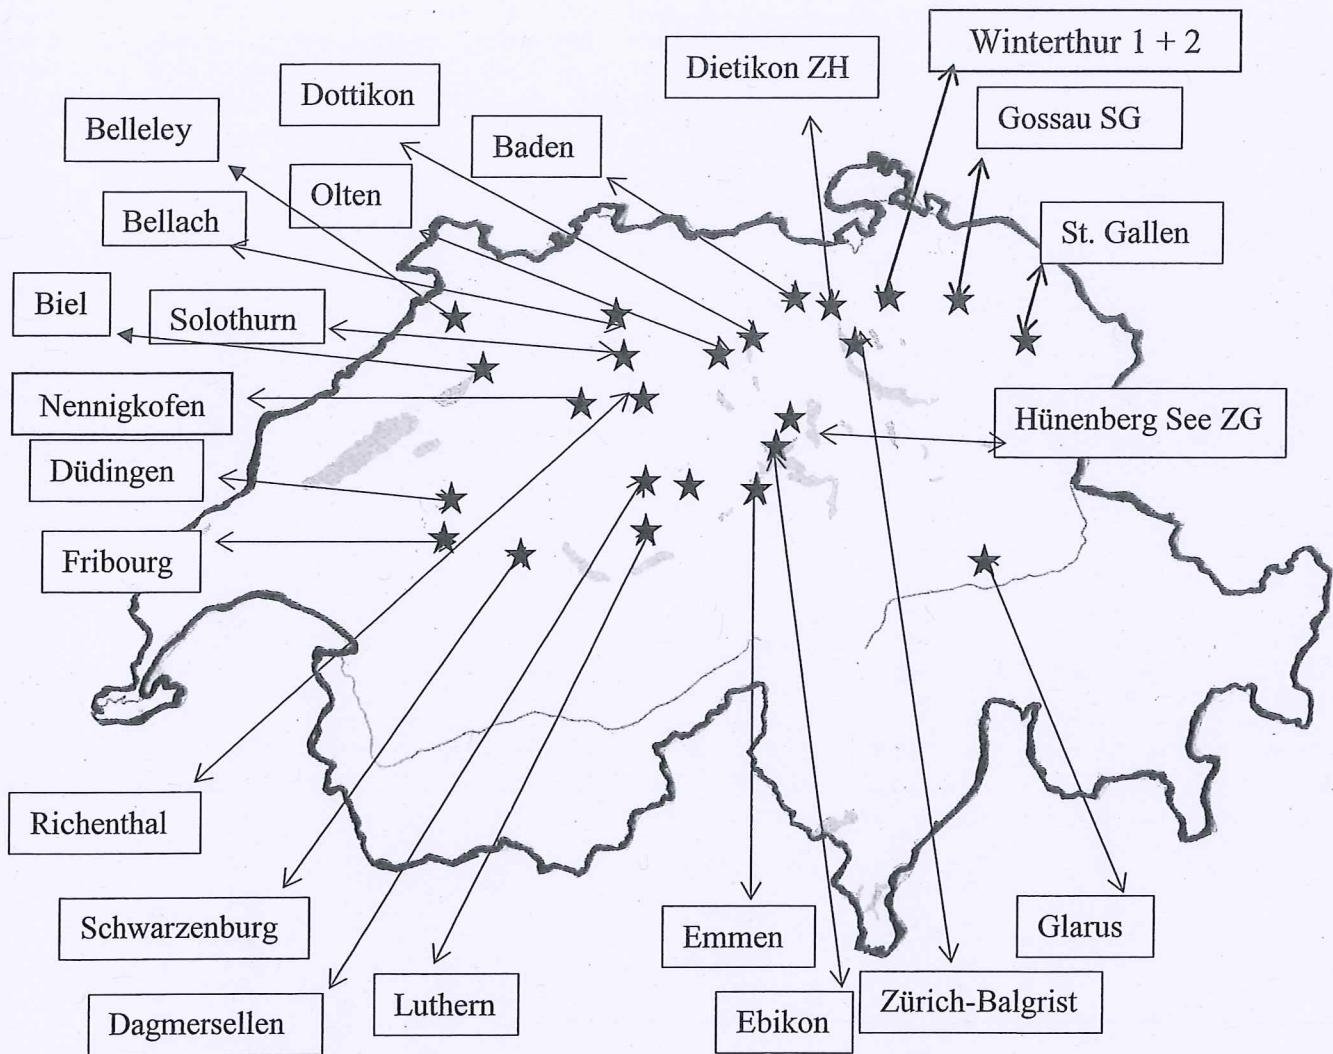 Winterthur 1 + 2
Dietikon ZH
Dottikon
Gossau SG
Belleley
Baden
Olten
Bellach
St. Gallen
Biel
Solothurn
Nennigkofen
Hünenberg See ZG
Düdingen
Fribourg
Richenthal
Schwarzenburg
Emmen
Glarus
Dagmersellen
Luthern
Ebikon
Zürich-Balgrist